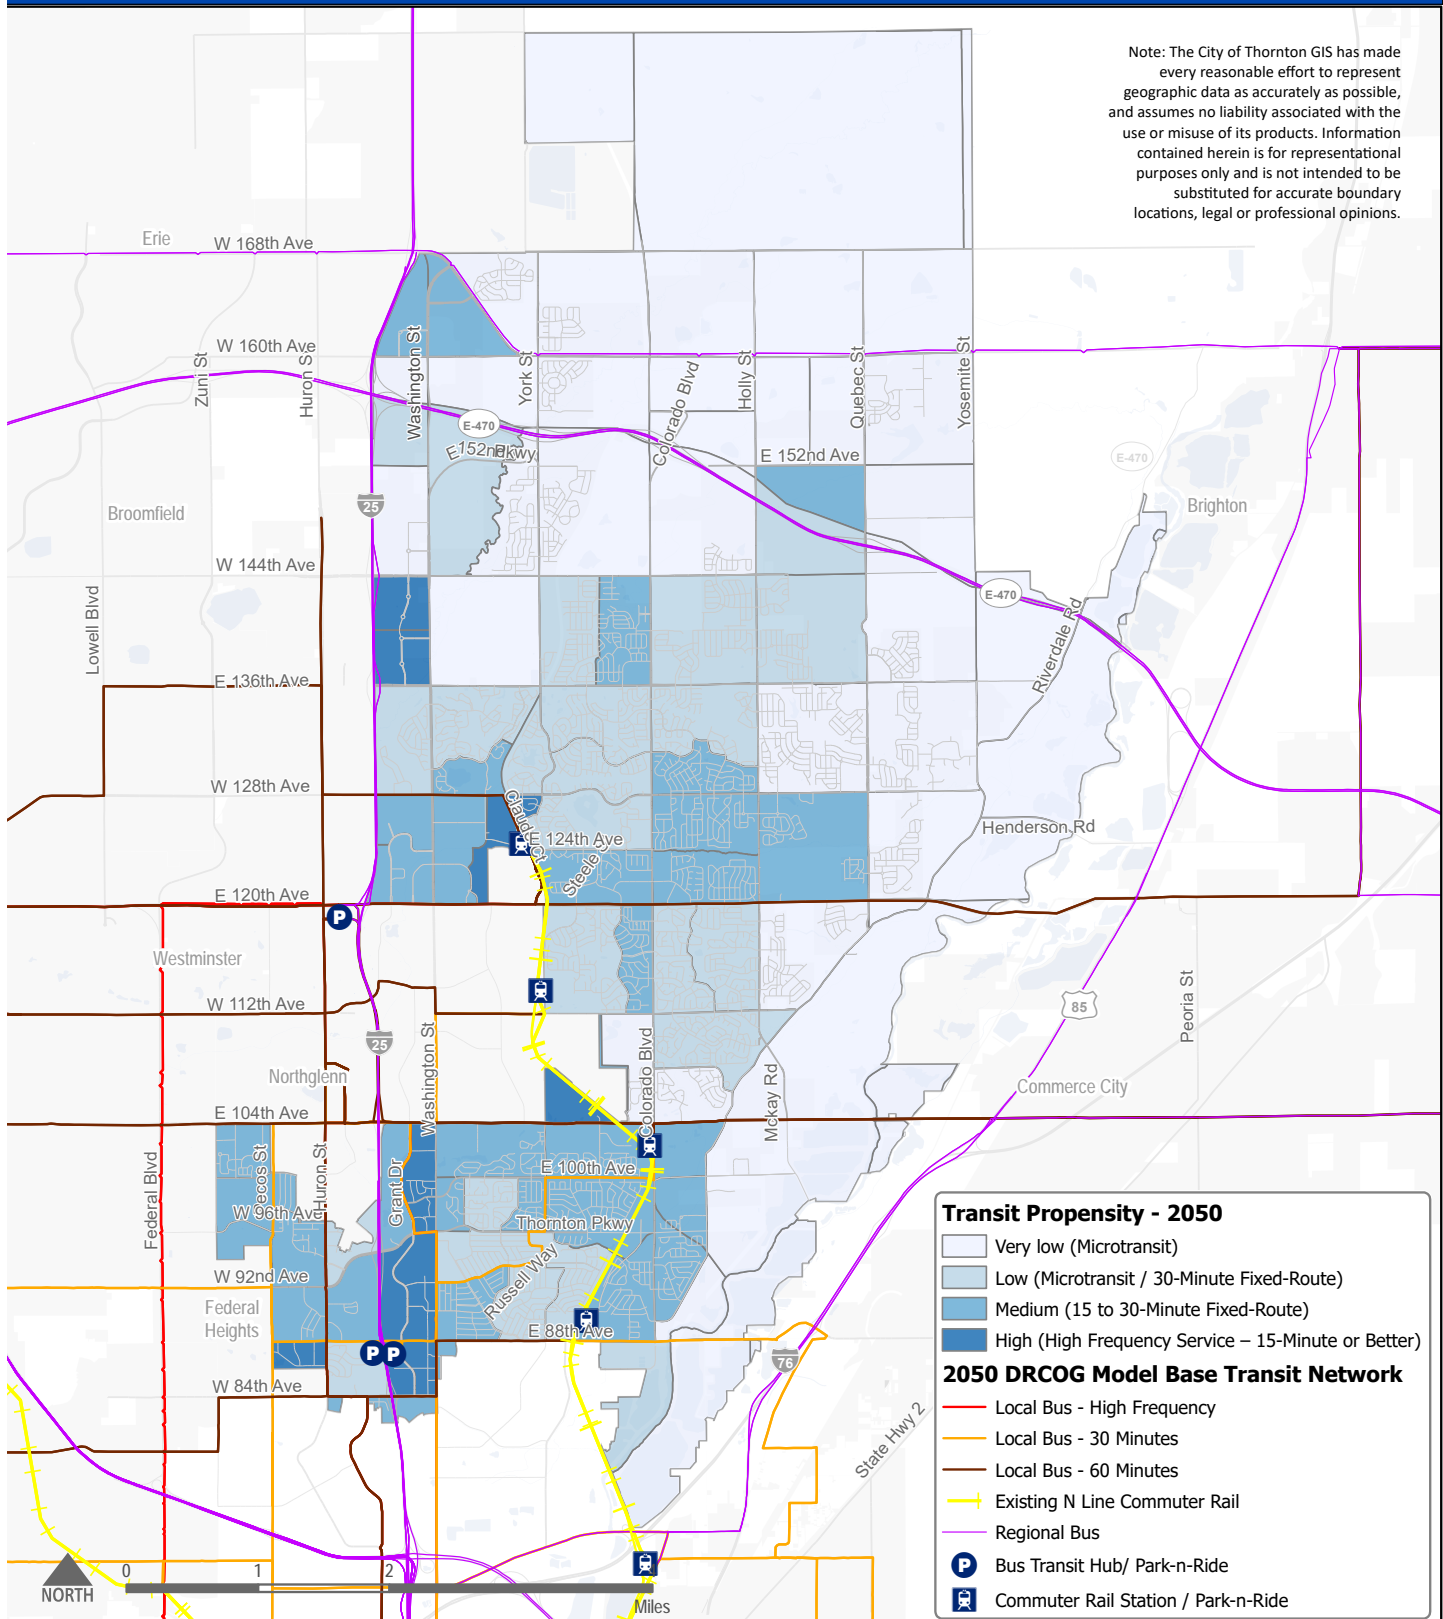 Note: The City of Thornton GIS has made
every reasonable effort to represent
geographic data as accurately as possible,
and assumes no liability associated with the
use or misuse of its products. Information
contained herein is for representational
purposes only and is not intended to be
substituted for accurate boundary
locations, legal or professional opinions.
Erie
W 168th Ave
W 160th Ave
Zuni St
Huron St
Washington St
York St
Colorado Blvd
Holly St
Quebec St
Yosemite St
E-470
E 152nd Pkwy
E 152nd Ave
E-470
Brighton
Broomfield
25
W 144th Ave
Lowell Blvd
E-470
Riverdale Rd
E 136th Ave
W 128th Ave
Claude Ct
E 124th Ave
Steele
Henderson Rd
E 120th Ave
P
Westminster
W 112th Ave
25
Washington St
85
Peoria St
Northglenn
Colorado Blvd
Mckay Rd
Commerce City
E 104th Ave
Federal Blvd
ecos St
Huron St
Grant Dr
E 100th Ave
W 96th Ave
Thornton Pkwy
W 92nd Ave
Russell Way
Federal
Heights
E 88th Ave
P P
76
W 84th Ave
State Hwy 2
Transit Propensity - 2050
Very low (Microtransit)
Low (Microtransit / 30-Minute Fixed-Route)
Medium (15 to 30-Minute Fixed-Route)
High (High Frequency Service – 15-Minute or Better)
2050 DRCOG Model Base Transit Network
Local Bus - High Frequency
Local Bus - 30 Minutes
Local Bus - 60 Minutes
Existing N Line Commuter Rail
Regional Bus
P Bus Transit Hub/ Park-n-Ride
Commuter Rail Station / Park-n-Ride
NORTH
0 1 2
Miles